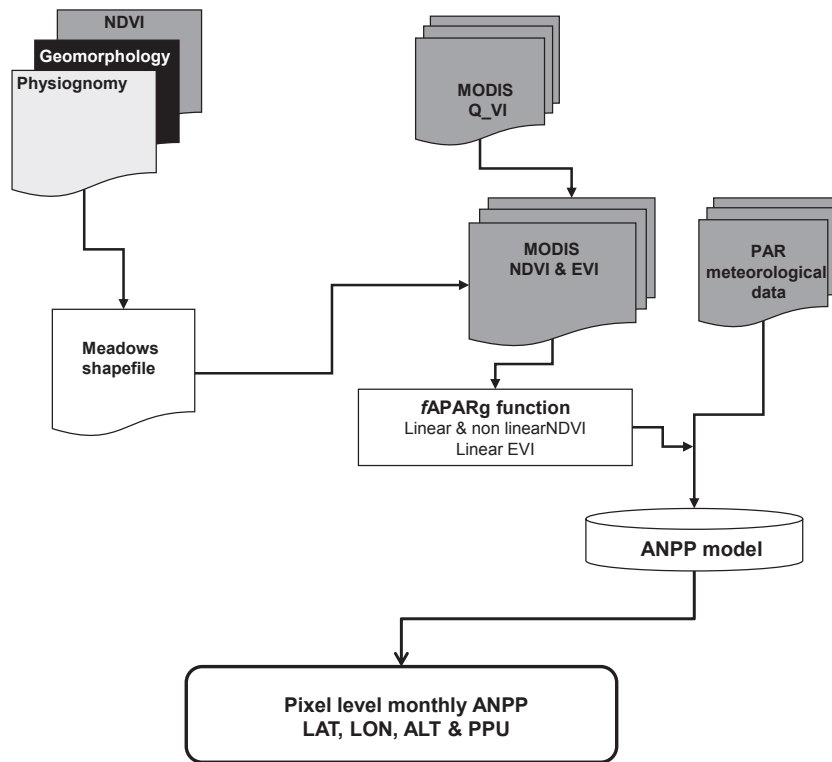 NDVI
Geomorphology
Physiognomy
MODIS
Q_VI
MODIS
NDVI & EVI
PAR
meteorological
data
Meadows
shapefile
fAPARg function
Linear & non linearNDVI
Linear EVI
ANPP model
Pixel level monthly ANPP
LAT, LON, ALT & PPU